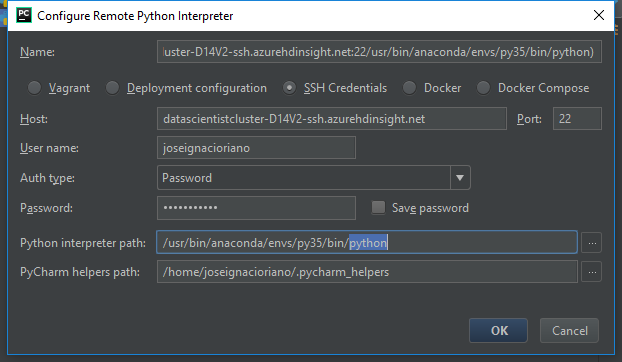 PC Configure Remote Python Interpreter
Name: uster-D14V2-ssh.azurehdinsight.net:22/usr/bin/anaconda/envs/py35/bin/python)
Vagrant Deployment configuration SSH Credentials Docker Docker Compose
Host: datascientistcluster-D14V2-ssh.azurehdinsight.net Port: 22
User name: joseignacioriano
Auth type: Password
Password: ••••••••••• Save password
Python interpreter path: /usr/bin/anaconda/envs/py35/bin/python ...
PyCharm helpers path: /home/joseignacioriano/.pycharm_helpers ...
OK Cancel